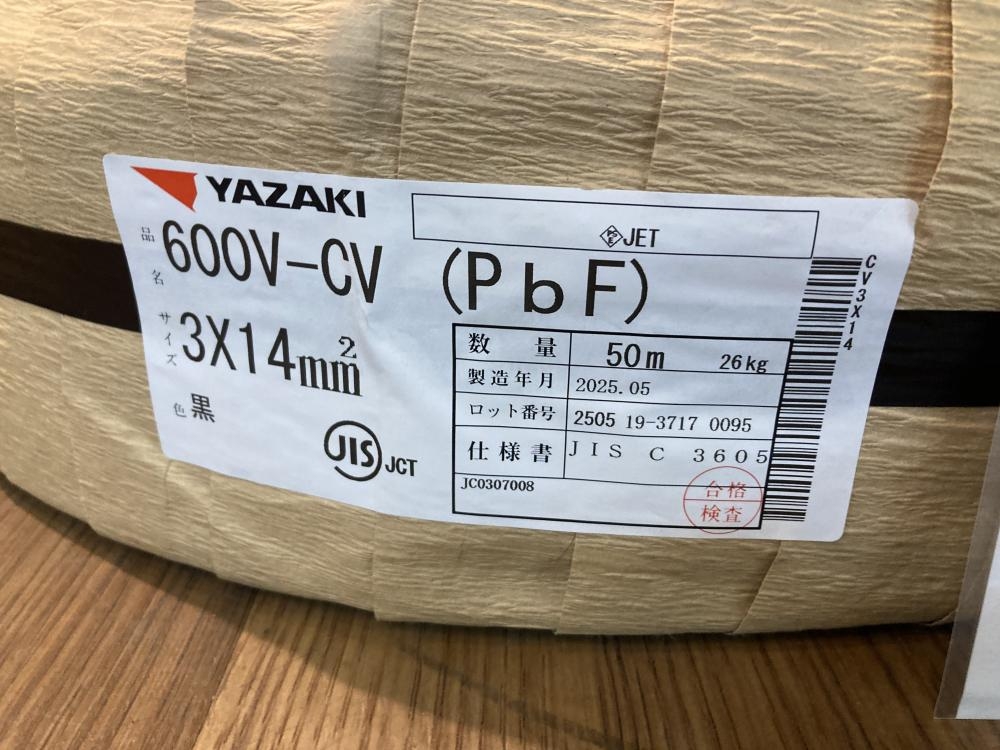 YAZAKI
PSE JET
品名 600V-CV (PbF)
サイズ 3X14mm²
色 黒
JIS JCT
数量 50m 26kg
製造年月 2025.05
ロット番号 2505 19-3717 0095
仕様書 JIS C 3605
JC0307008
合格
検査
CV3X14